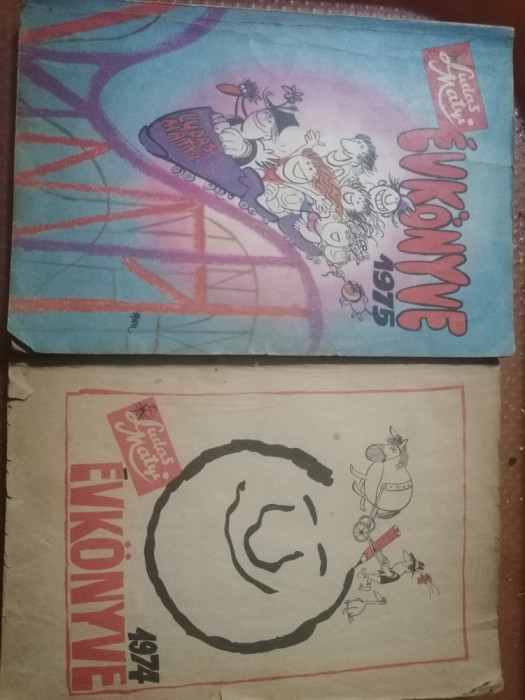 Ludas
Matyi
ÉVKÖNYVE
1975
LUDAS
MATYI
Ludas
Matyi
ÉVKÖNYVE
1974